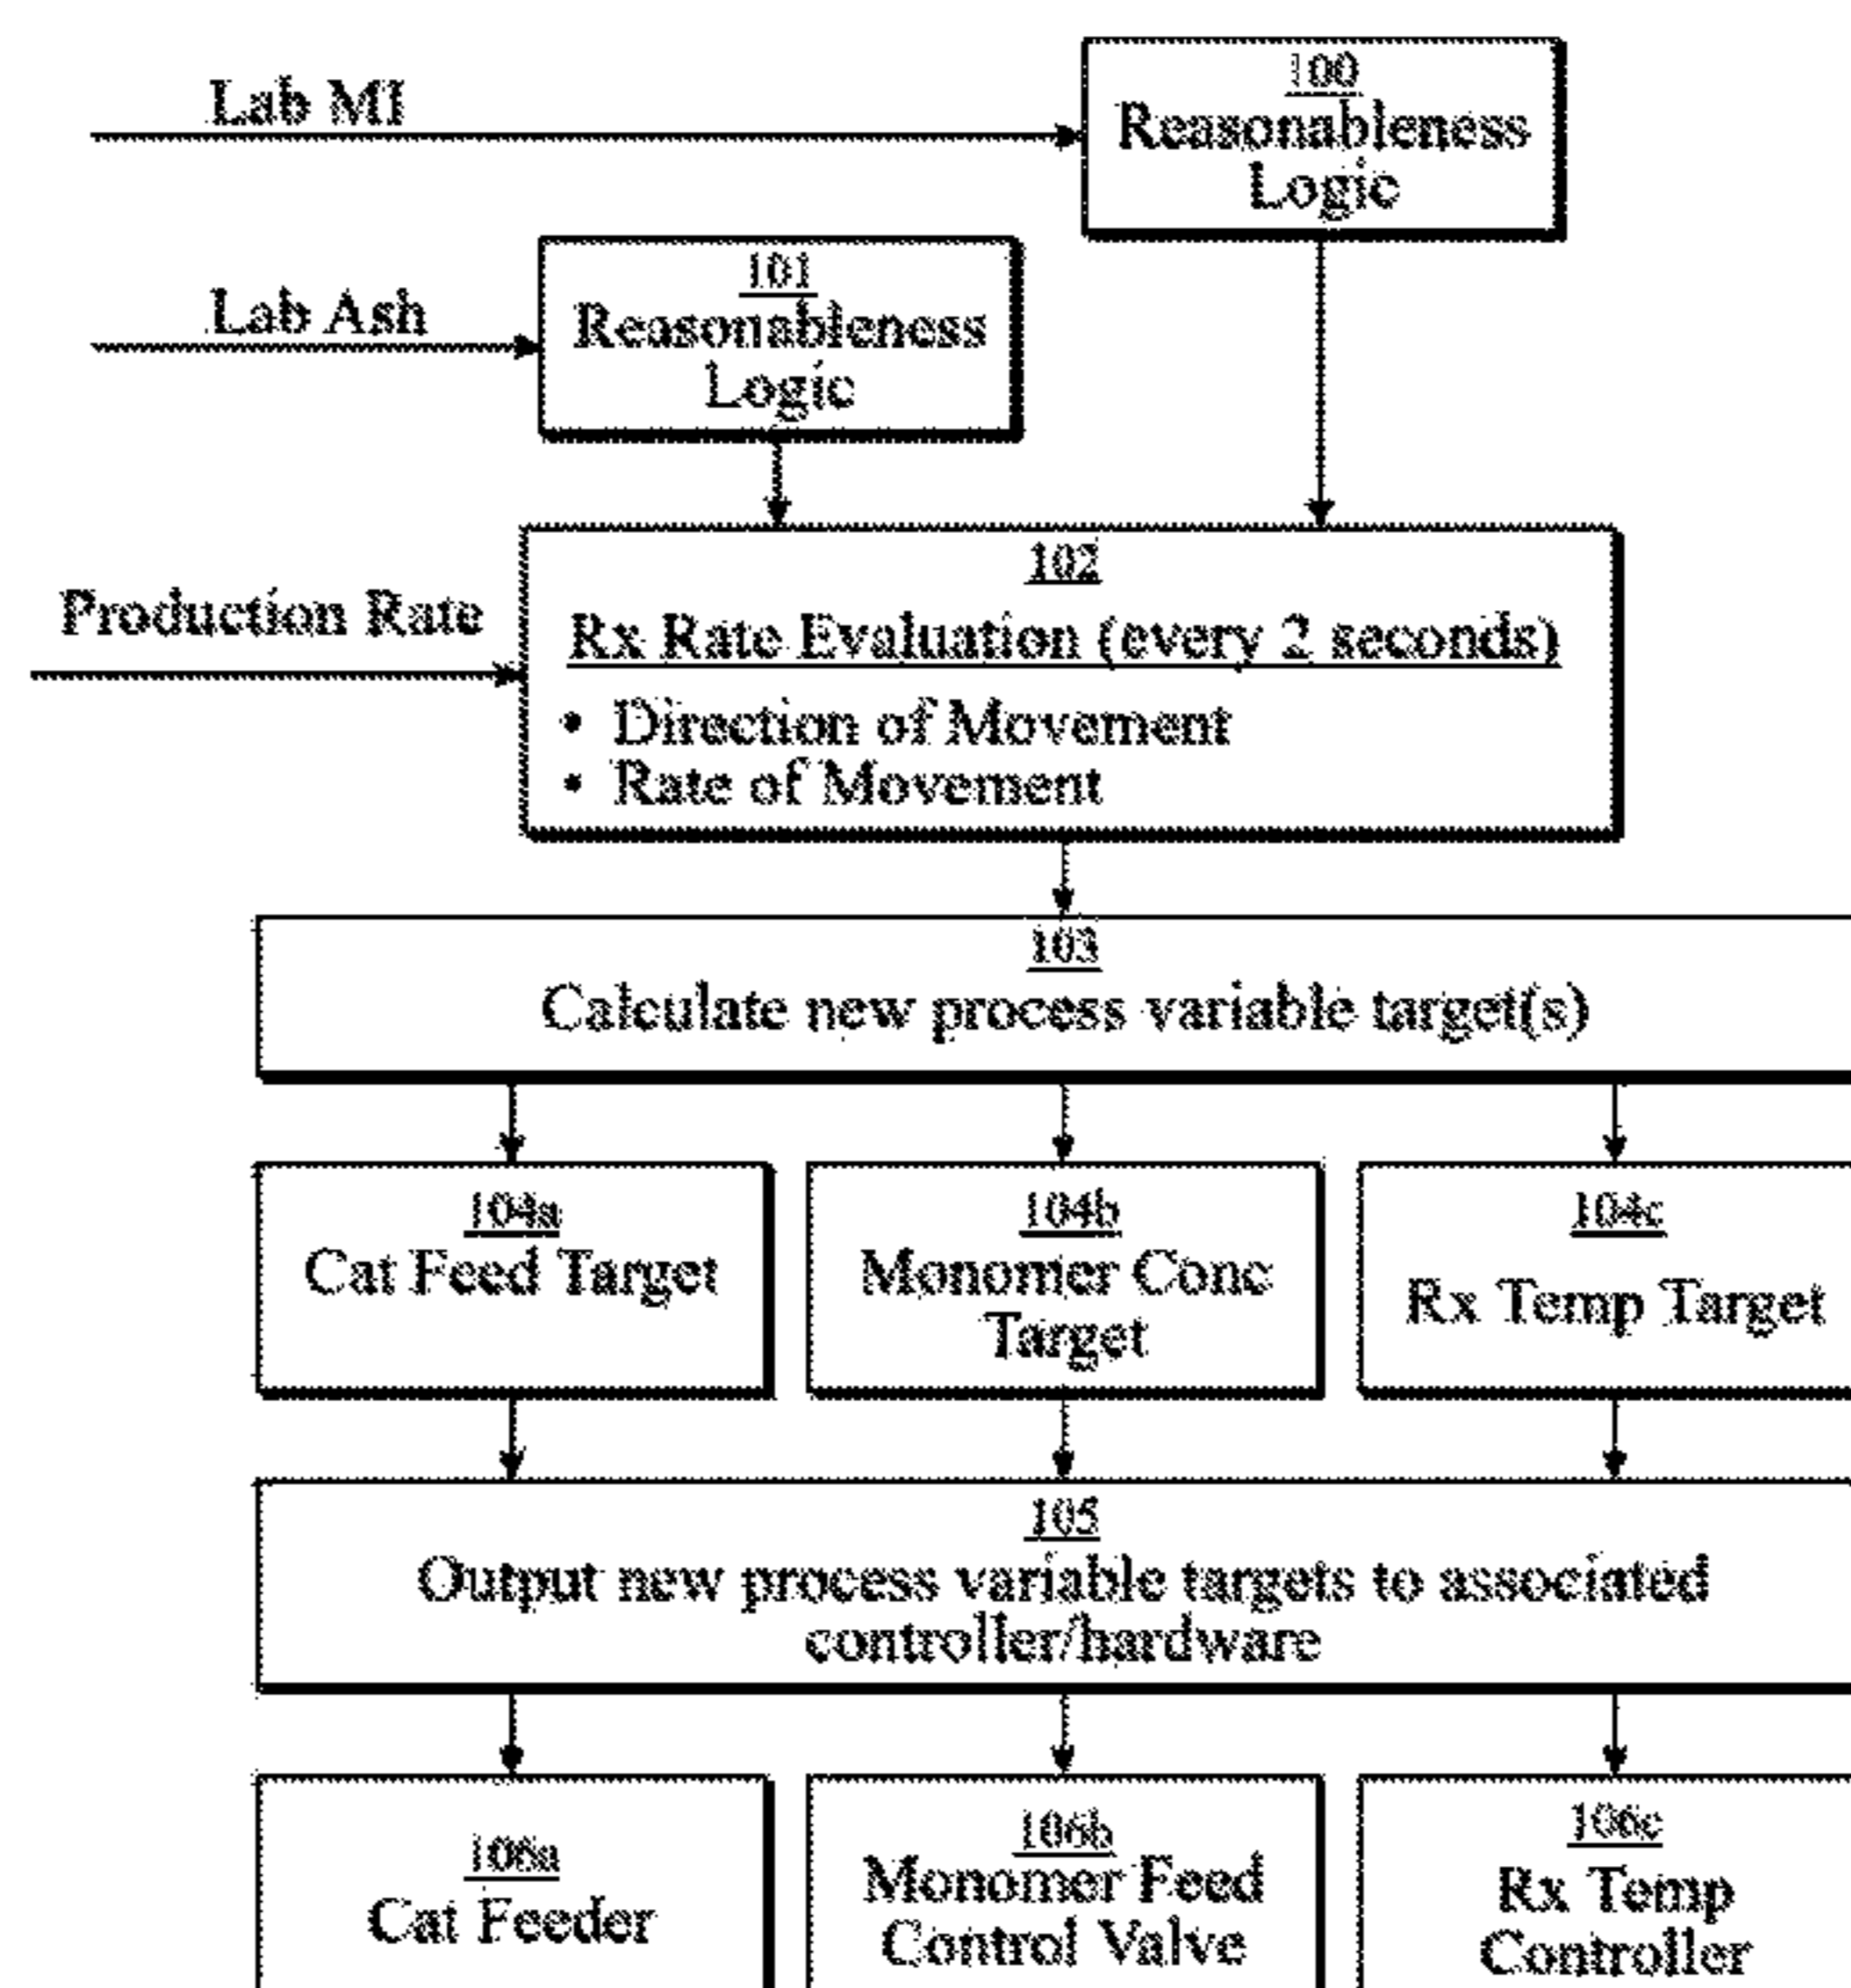 Lab MI
100
Reasonableness
Logic
Lab Ash
101
Reasonableness
Logic
Production Rate
102
Rx Rate Evaluation (every 2 seconds)
• Direction of Movement
• Rate of Movement
103
Calculate new process variable target(s)
104a
Cat Feed Target
104b
Monomer Conc
Target
104c
Rx Temp Target
105
Output new process variable targets to associated
controller/hardware
106a
Cat Feeder
106b
Monomer Feed
Control Valve
106c
Rx Temp
Controller